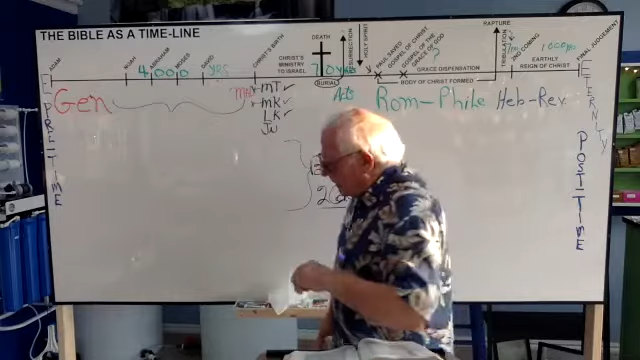 THE BIBLE AS A TIME-LINE
ADAM
NOAH
ABRAHAM
MOSES
DAVID
CHRIST'S BIRTH
CHRIST'S MINISTRY TO ISRAEL
DEATH
BURIAL
RESURRECTION
HOLY SPIRIT
PAUL SAVED
GOSPEL OF CHRIST
GOSPEL OF THE GRACE OF GOD
GRACE DISPENSATION
BODY OF CHRIST FORMED
RAPTURE
TRIBULATION
2ND COMING
EARTHLY REIGN OF CHRIST
FINAL JUDGEMENT
4,000 yrs
Gen
MT ✓
MK ✓
LK ✓
Acts
Rom-Phile
Heb-Rev.
ETERNITY
PRE-TIME
POST-TIME